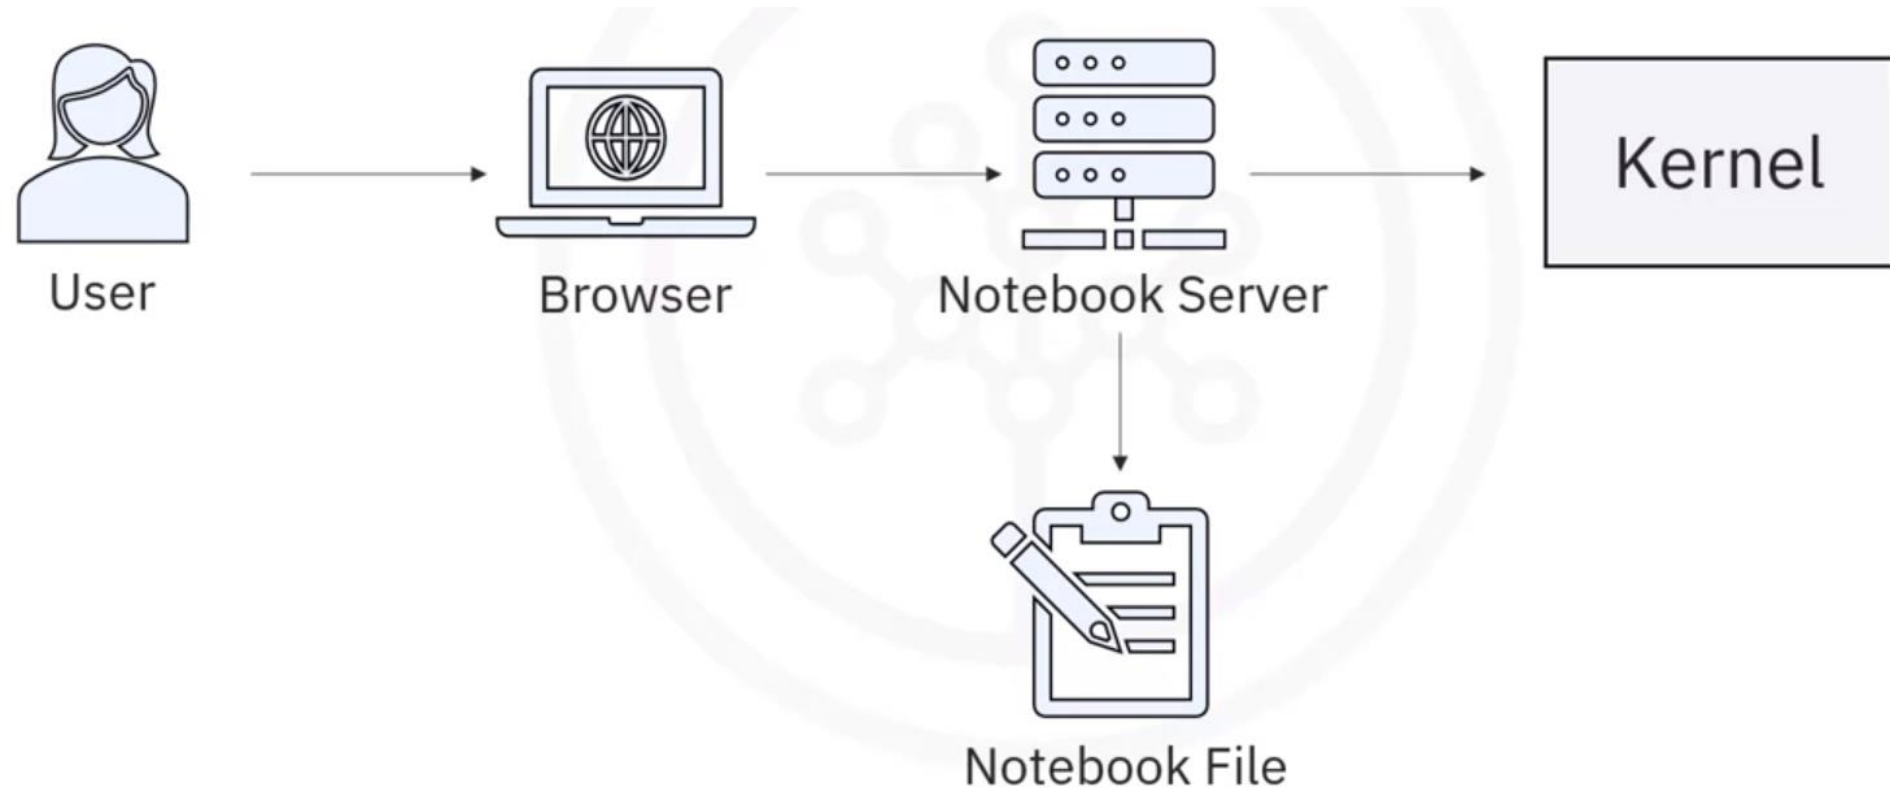 Kernel
User
Browser
Notebook Server
Notebook File